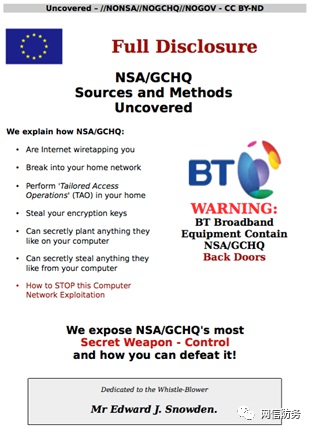 Uncovered – //NONSA//NOGCHQ//NOGOV - CC BY-ND
Full Disclosure
NSA/GCHQ
Sources and Methods
Uncovered
We explain how NSA/GCHQ:
• Are Internet wiretapping you
• Break into your home network
• Perform 'Tailored Access
Operations' (TAO) in your home
• Steal your encryption keys
• Can secretly plant anything they
like on your computer
• Can secretly steal anything they
like from your computer
• How to STOP this Computer
Network Exploitation
BT
WARNING:
BT Broadband
Equipment Contain
NSA/GCHQ
Back Doors
We expose NSA/GCHQ's most
Secret Weapon - Control
and how you can defeat it!
Dedicated to the Whistle-Blower
Mr Edward J. Snowden.
网信防务